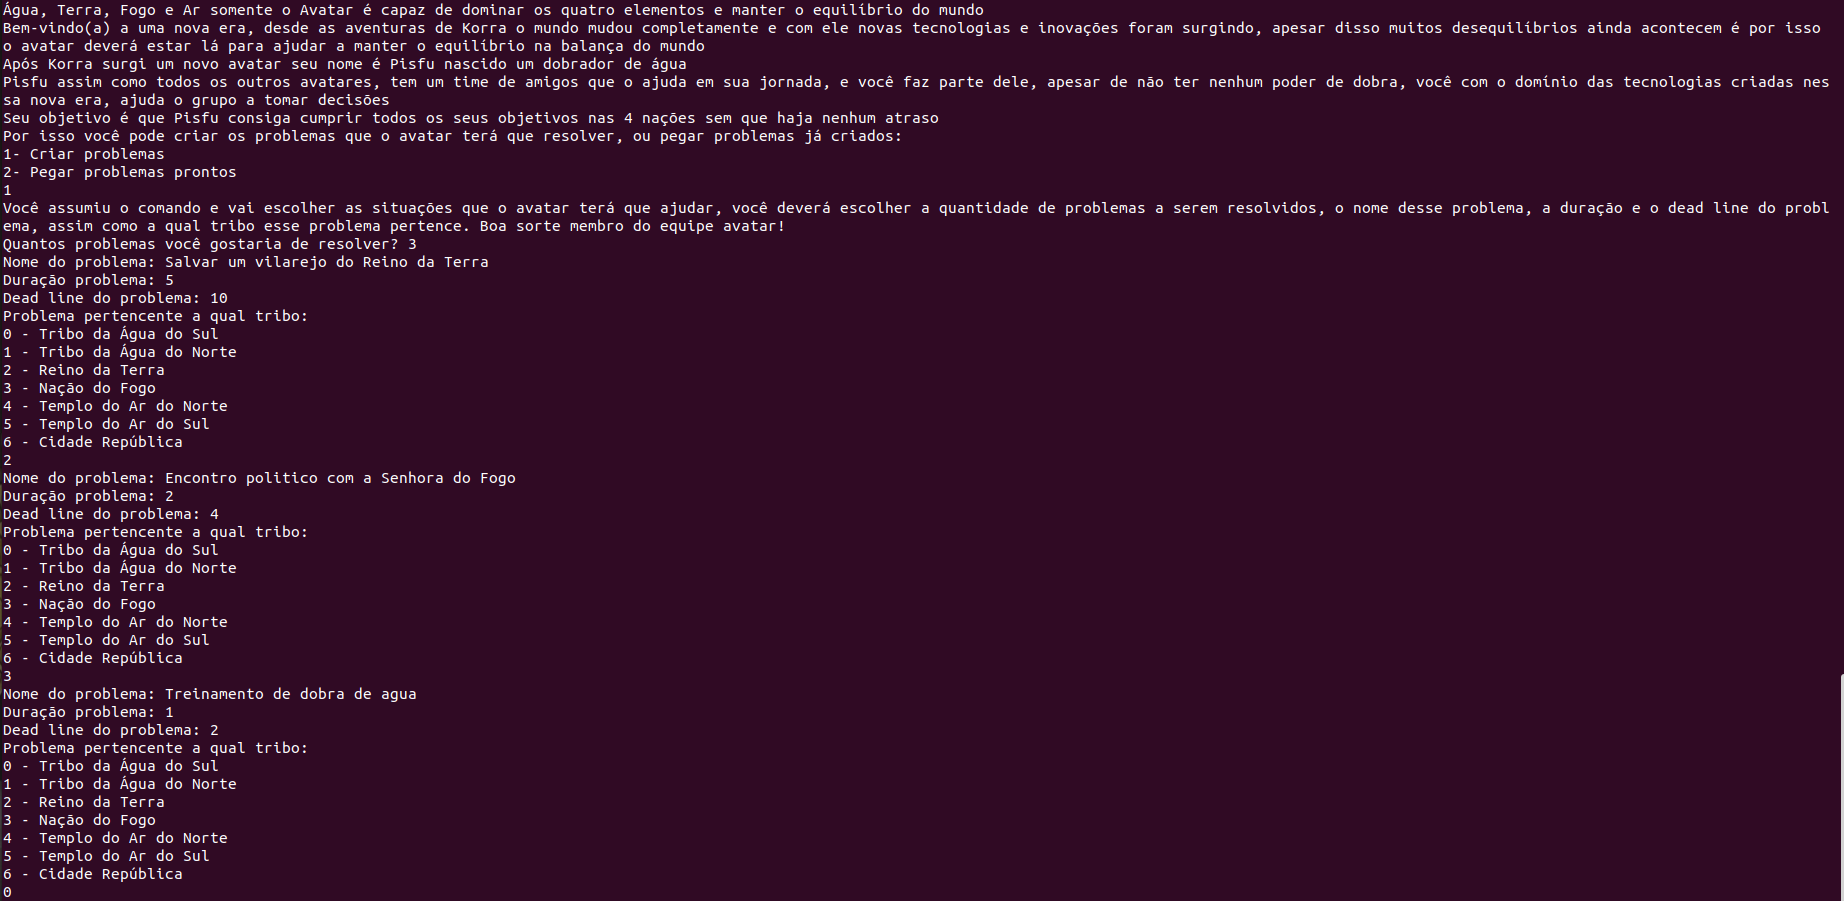 Água, Terra, Fogo e Ar somente o Avatar é capaz de dominar os quatro elementos e manter o equilíbrio do mundo
Bem-vindo(a) a uma nova era, desde as aventuras de Korra o mundo mudou completamente e com ele novas tecnologias e inovações foram surgindo, apesar disso muitos desequilíbrios ainda acontecem é por isso
o avatar deverá estar lá para ajudar a manter o equilíbrio na balança do mundo
Após Korra surgi um novo avatar seu nome é Pisfu nascido um dobrador de água
Pisfu assim como todos os outros avatares, tem um time de amigos que o ajuda em sua jornada, e você faz parte dele, apesar de não ter nenhum poder de dobra, você com o domínio das tecnologias criadas nes
sa nova era, ajuda o grupo a tomar decisões
Seu objetivo é que Pisfu consiga cumprir todos os seus objetivos nas 4 nações sem que haja nenhum atraso
Por isso você pode criar os problemas que o avatar terá que resolver, ou pegar problemas já criados:
1- Criar problemas
2- Pegar problemas prontos
1
Você assumiu o comando e vai escolher as situações que o avatar terá que ajudar, você deverá escolher a quantidade de problemas a serem resolvidos, o nome desse problema, a duração e o dead line do probl
ema, assim como a qual tribo esse problema pertence. Boa sorte membro do equipe avatar!
Quantos problemas você gostaria de resolver? 3
Nome do problema: Salvar um vilarejo do Reino da Terra
Duração problema: 5
Dead line do problema: 10
Problema pertencente a qual tribo:
0 - Tribo da Água do Sul
1 - Tribo da Água do Norte
2 - Reino da Terra
3 - Nação do Fogo
4 - Templo do Ar do Norte
5 - Templo do Ar do Sul
6 - Cidade República
2
Nome do problema: Encontro politico com a Senhora do Fogo
Duração problema: 2
Dead line do problema: 4
Problema pertencente a qual tribo:
0 - Tribo da Água do Sul
1 - Tribo da Água do Norte
2 - Reino da Terra
3 - Nação do Fogo
4 - Templo do Ar do Norte
5 - Templo do Ar do Sul
6 - Cidade República
3
Nome do problema: Treinamento de dobra de agua
Duração problema: 1
Dead line do problema: 2
Problema pertencente a qual tribo:
0 - Tribo da Água do Sul
1 - Tribo da Água do Norte
2 - Reino da Terra
3 - Nação do Fogo
4 - Templo do Ar do Norte
5 - Templo do Ar do Sul
6 - Cidade República
0